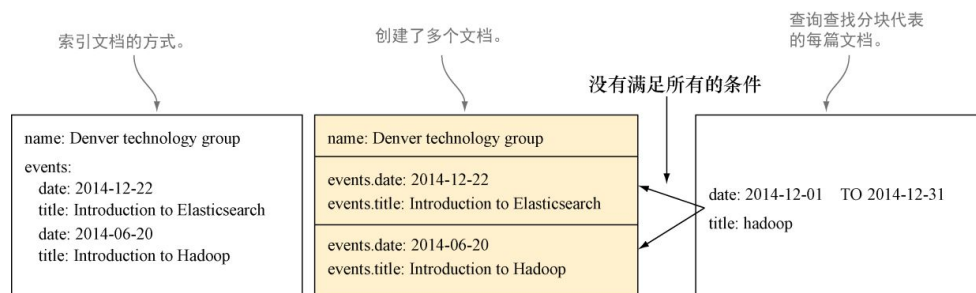 索引文档的方式。
创建了多个文档。
查询查找分块代表
的每篇文档。
没有满足所有的条件
name: Denver technology group
events:
date: 2014-12-22
title: Introduction to Elasticsearch
date: 2014-06-20
title: Introduction to Hadoop
name: Denver technology group
events.date: 2014-12-22
events.title: Introduction to Elasticsearch
events.date: 2014-06-20
events.title: Introduction to Hadoop
date: 2014-12-01 TO 2014-12-31
title: hadoop